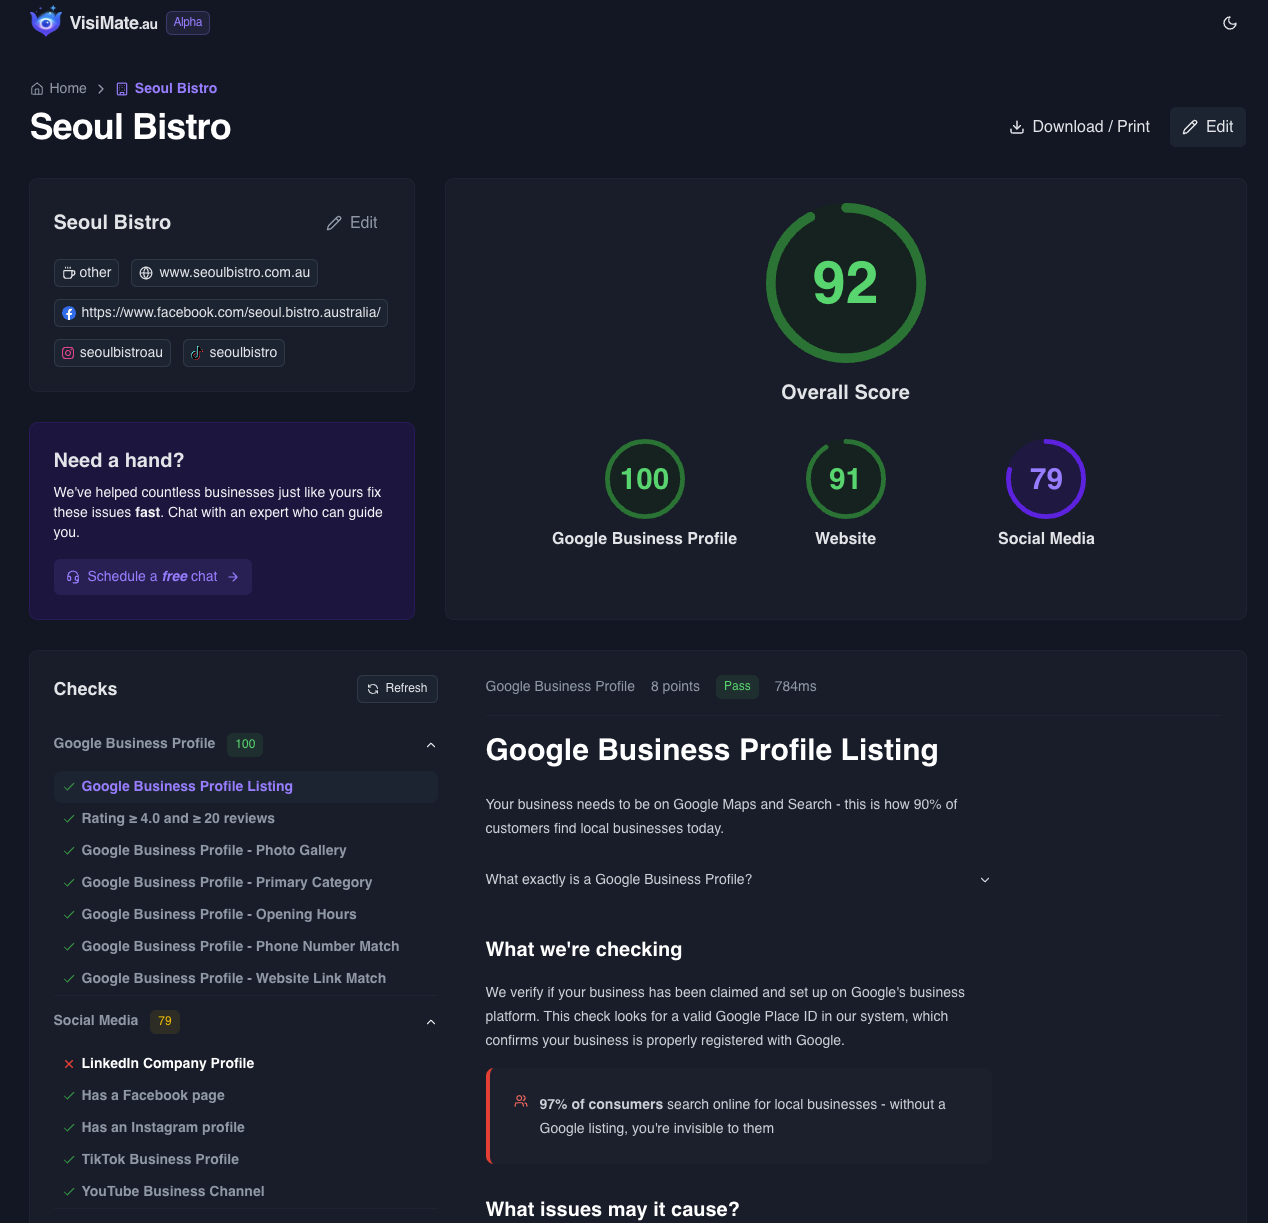 VisiMate.au Alpha
Home > Seoul Bistro
Seoul Bistro
Download / Print
Edit
Seoul Bistro
Edit
other
www.seoulbistro.com.au
https://www.facebook.com/seoul.bistro.australia/
seoulbistroau
seoulbistro
Need a hand?
We've helped countless businesses just like yours fix
these issues fast. Chat with an expert who can guide
you.
Schedule a free chat →
92
Overall Score
100
Google Business Profile
91
Website
79
Social Media
Checks
Refresh
Google Business Profile 100
Google Business Profile Listing
Rating ≥ 4.0 and ≥ 20 reviews
Google Business Profile - Photo Gallery
Google Business Profile - Primary Category
Google Business Profile - Opening Hours
Google Business Profile - Phone Number Match
Google Business Profile - Website Link Match
Social Media 79
LinkedIn Company Profile
Has a Facebook page
Has an Instagram profile
TikTok Business Profile
YouTube Business Channel
Google Business Profile 8 points Pass 784ms
Google Business Profile Listing
Your business needs to be on Google Maps and Search - this is how 90% of
customers find local businesses today.
What exactly is a Google Business Profile?
What we're checking
We verify if your business has been claimed and set up on Google's business
platform. This check looks for a valid Google Place ID in our system, which
confirms your business is properly registered with Google.
97% of consumers search online for local businesses - without a
Google listing, you're invisible to them
What issues may it cause?